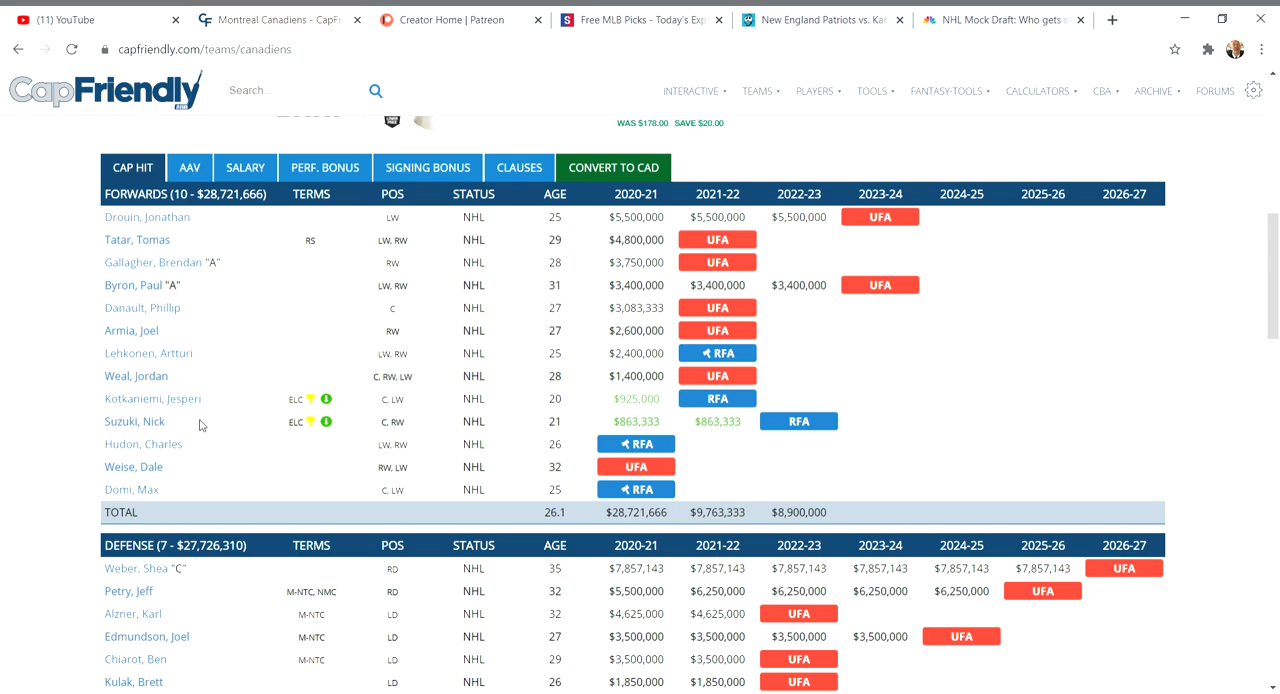 (11) YouTube
Montreal Canadiens - CapFr
Creator Home | Patreon
Free MLB Picks - Today's Exp
New England Patriots vs. Kan
NHL Mock Draft: Who gets s
capfriendly.com/teams/canadiens
CapFriendly
Search...
INTERACTIVE TEAMS PLAYERS TOOLS FANTASY-TOOLS CALCULATORS CBA ARCHIVE FORUMS
WAS $178.00 SAVE $20.00
CAP HIT AAV SALARY PERF. BONUS SIGNING BONUS CLAUSES CONVERT TO CAD
FORWARDS (10 - $28,721,666) TERMS POS STATUS AGE 2020-21 2021-22 2022-23 2023-24 2024-25 2025-26 2026-27
Drouin, Jonathan LW NHL 25 $5,500,000 $5,500,000 $5,500,000 UFA
Tatar, Tomas RS LW, RW NHL 29 $4,800,000 UFA
Gallagher, Brendan "A" RW NHL 28 $3,750,000 UFA
Byron, Paul "A" LW, RW NHL 31 $3,400,000 $3,400,000 $3,400,000 UFA
Danault, Phillip C NHL 27 $3,083,333 UFA
Armia, Joel RW NHL 27 $2,600,000 UFA
Lehkonen, Artturi LW, RW NHL 25 $2,400,000 RFA
Weal, Jordan C, RW, LW NHL 28 $1,400,000 UFA
Kotkaniemi, Jesperi ELC C, LW NHL 20 $925,000 RFA
Suzuki, Nick ELC C, RW NHL 21 $863,333 $863,333 RFA
Hudon, Charles LW, RW NHL 26 RFA
Weise, Dale RW, LW NHL 32 UFA
Domi, Max C, LW NHL 25 RFA
TOTAL 26.1 $28,721,666 $9,763,333 $8,900,000
DEFENSE (7 - $27,726,310) TERMS POS STATUS AGE 2020-21 2021-22 2022-23 2023-24 2024-25 2025-26 2026-27
Weber, Shea "C" RD NHL 35 $7,857,143 $7,857,143 $7,857,143 $7,857,143 $7,857,143 $7,857,143 UFA
Petry, Jeff M-NTC, NMC RD NHL 32 $5,500,000 $6,250,000 $6,250,000 $6,250,000 $6,250,000 UFA
Alzner, Karl M-NTC LD NHL 32 $4,625,000 $4,625,000 UFA
Edmundson, Joel M-NTC LD NHL 27 $3,500,000 $3,500,000 $3,500,000 $3,500,000 UFA
Chiarot, Ben M-NTC LD NHL 29 $3,500,000 $3,500,000 UFA
Kulak, Brett LD NHL 26 $1,850,000 $1,850,000 UFA